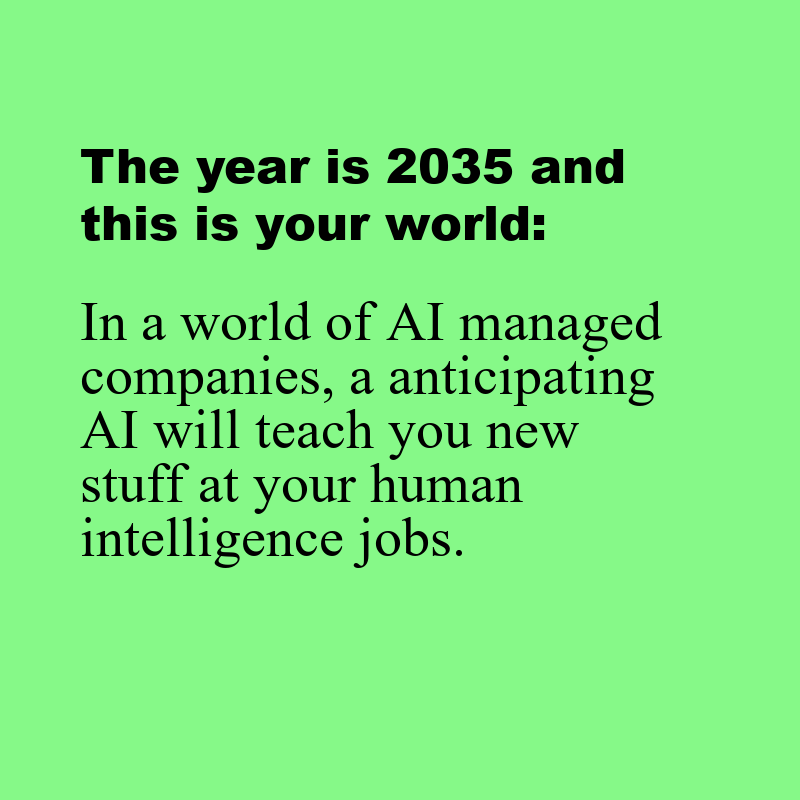 The year is 2035 and
this is your world:
In a world of AI managed
companies, a anticipating
AI will teach you new
stuff at your human
intelligence jobs.